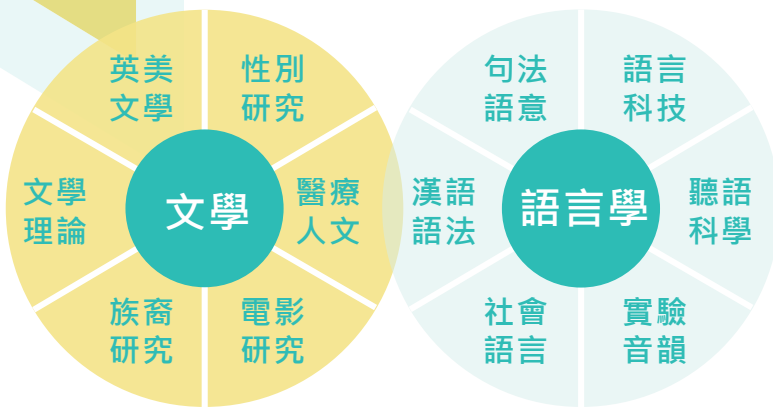 英美
文學
性別
研究
文學
理論
文學
醫療
人文
族裔
研究
電影
研究
句法
語意
語言
科技
漢語
語法
語言學
聽語
科學
社會
語言
實驗
音韻